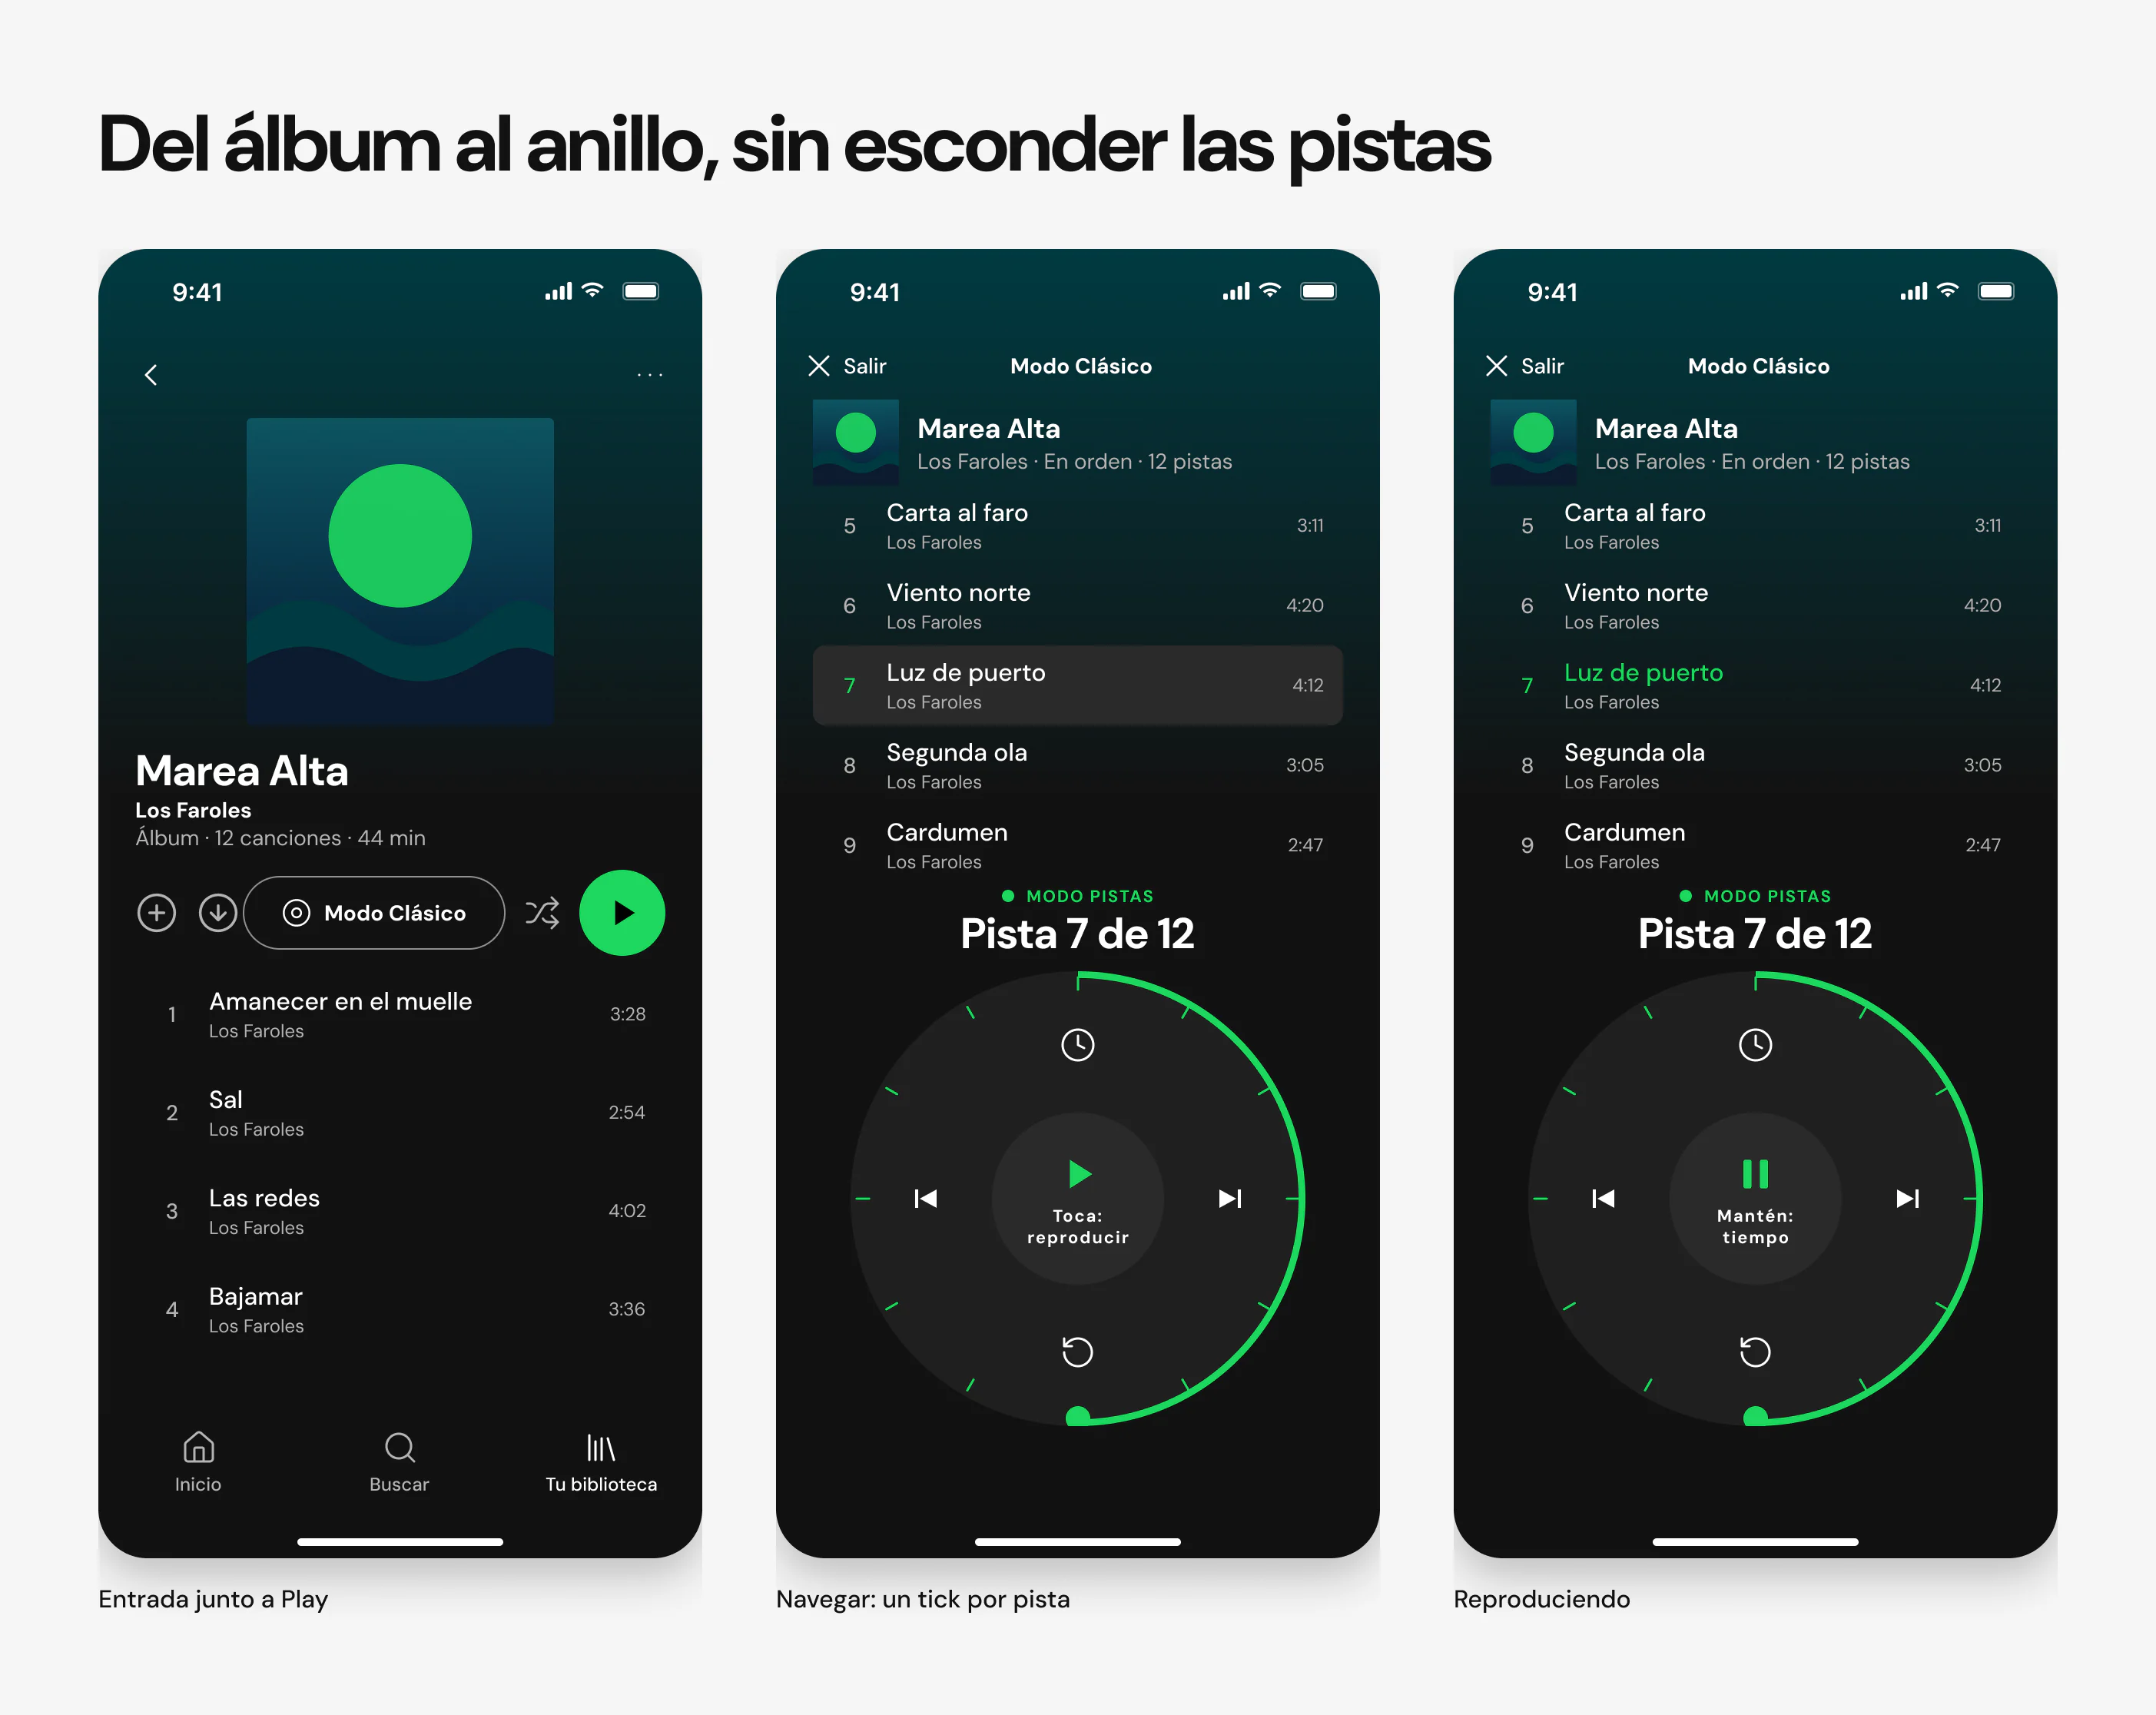 Del álbum al anillo, sin esconder las pistas
9:41
Marea Alta
Los Faroles
Álbum · 12 canciones · 44 min
Modo Clásico
1 Amanecer en el muelle 3:28
Los Faroles
2 Sal 2:54
Los Faroles
3 Las redes 4:02
Los Faroles
4 Bajamar 3:36
Los Faroles
Inicio Buscar Tu biblioteca
Entrada junto a Play
9:41
Salir Modo Clásico
Marea Alta
Los Faroles · En orden · 12 pistas
5 Carta al faro 3:11
Los Faroles
6 Viento norte 4:20
Los Faroles
7 Luz de puerto 4:12
Los Faroles
8 Segunda ola 3:05
Los Faroles
9 Cardumen 2:47
Los Faroles
MODO PISTAS
Pista 7 de 12
Toca:
reproducir
Navegar: un tick por pista
9:41
Salir Modo Clásico
Marea Alta
Los Faroles · En orden · 12 pistas
5 Carta al faro 3:11
Los Faroles
6 Viento norte 4:20
Los Faroles
7 Luz de puerto 4:12
Los Faroles
8 Segunda ola 3:05
Los Faroles
9 Cardumen 2:47
Los Faroles
MODO PISTAS
Pista 7 de 12
Mantén:
tiempo
Reproduciendo